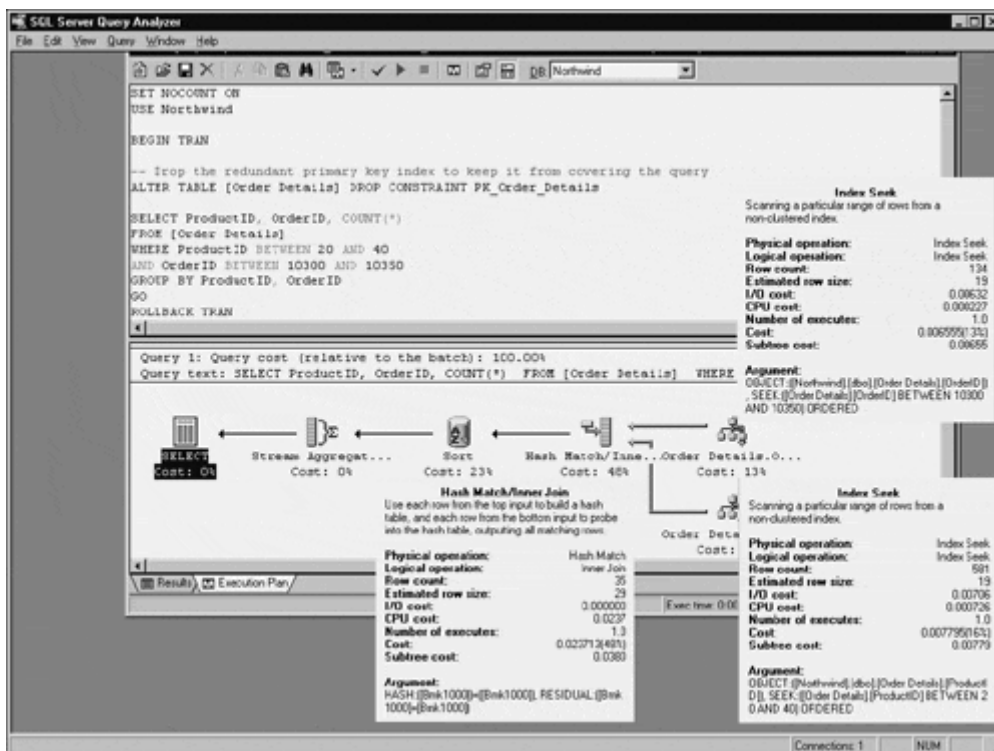 SQL Server Query Analyzer
File Edit View Query Window Help
DB: Northwind
SET NOCOUNT ON
USE Northwind
BEGIN TRAN
-- Drop the redundant primary key index to keep it from covering the query
ALTER TABLE [Order Details] DROP CONSTRAINT PK_Order_Details
SELECT ProductID, OrderID, COUNT(*)
FROM [Order Details]
WHERE ProductID BETWEEN 20 AND 40
AND OrderID BETWEEN 10300 AND 10350
GROUP BY ProductID, OrderID
GO
ROLLBACK TRAN
Index Seek
Scanning a particular range of rows from a
non-clustered index.
Physical operation: Index Seek
Logical operation: Index Seek
Row count: 134
Estimated row size: 19
I/O cost: 0.00632
CPU cost: 0.000227
Number of executes: 1.0
Cost: 0.006555(13%)
Subtree cost: 0.00655
Argument:
OBJECT:([Northwind].[dbo].[Order Details].[OrderID])
, SEEK:([Order Details].[OrderID] BETWEEN 10300
AND 10350) ORDERED
Query 1: Query cost (relative to the batch): 100.00%
Query text: SELECT ProductID, OrderID, COUNT(*) FROM [Order Details] WHERE
SELECT
Cost: 0%
Stream Aggregat...
Cost: 0%
Sort
Cost: 23%
Hash Match/Inne...
Cost: 48%
Order Details.O...
Cost: 13%
Order Deta
Cost:
Hash Match/Inner Join
Use each row from the top input to build a hash
table, and each row from the bottom input to probe
into the hash table, outputting all matching rows.
Physical operation: Hash Match
Logical operation: Inner Join
Row count: 35
Estimated row size: 29
I/O cost: 0.000000
CPU cost: 0.0237
Number of executes: 1.3
Cost: 0.023713(48%)
Subtree cost: 0.0380
Argument:
HASH:([Bmk1000])=([Bmk1000]), RESIDUAL:([Bmk
1000]=[Bmk1000])
Index Seek
Scanning a particular range of rows from a
non-clustered index.
Physical operation: Index Seek
Logical operation: Index Seek
Row count: 581
Estimated row size: 19
I/O cost: 0.00706
CPU cost: 0.000726
Number of executes: 1.0
Cost: 0.007795(16%)
Subtree cost: 0.00779
Argument:
OBJECT:([Northwind].[dbo].[Order Details].[ProductI
D]), SEEK:([Order Details].[ProductID] BETWEEN 2
0 AND 40) ORDERED
Results Execution Plan
Exec time: 0:00
Connections: 1 NUM